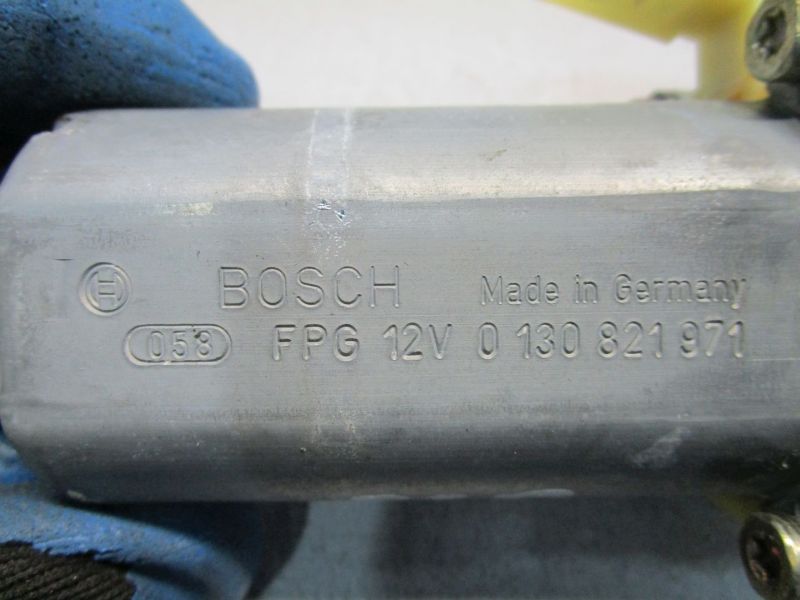 BOSCH Made in Germany
058 FPG 12V 0 130 821 971